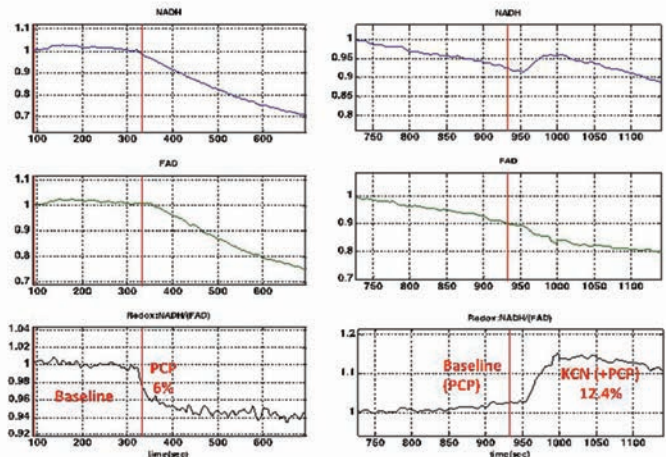 NADH
1.1
1
0.9
0.8
0.7
100 200 300 400 500 600
FAD
1.1
1
0.9
0.8
0.7
100 200 300 400 500 600
Redox:NADH/(FAD)
1.04
1.02
1
0.98
0.96
0.94
0.92
Baseline
PCP
6%
100 200 300 400 500 600
time(sec)
NADH
1
0.95
0.9
0.85
0.8
750 800 850 900 950 1000 1050 1100
FAD
1
0.9
0.8
0.7
750 800 850 900 950 1000 1050 1100
Redox:NADH/(FAD)
1.2
1.1
1
Baseline
(PCP)
KCN (+PCP)
12.4%
750 800 850 900 950 1000 1050 1100
time(sec)